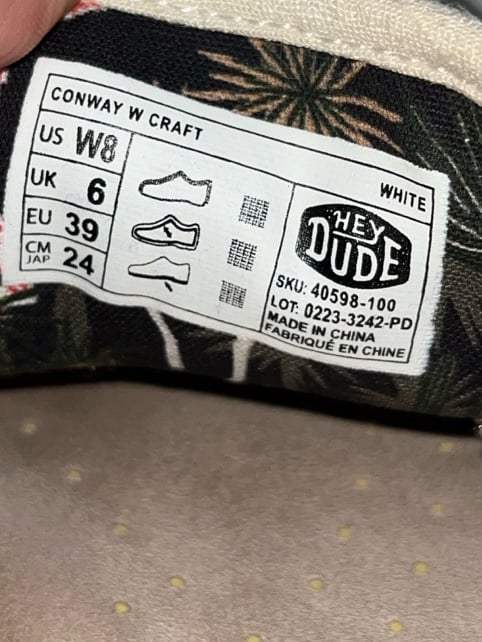 CONWAY W CRAFT
WHITE
US W8
UK 6
EU 39
CM
JAP 24
HEY
DUDE
SKU: 40598-100
LOT: 0223-3242-PD
MADE IN CHINA
FABRIQUÉ EN CHINE